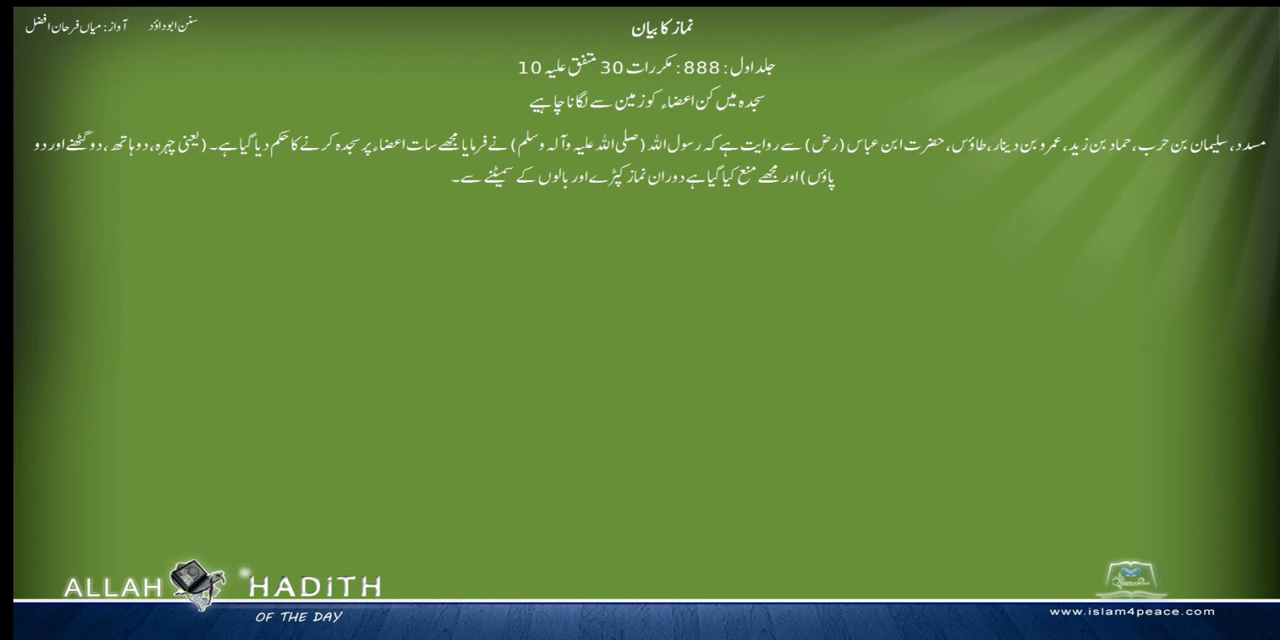 نماز کا بیان
سنن ابوداؤد آواز: میاں فرحان افضل
جلد اول : 888 : مکررات 30 متفق علیہ 10
سجدہ میں کن اعضاء کو زمین سے لگانا چاہیے
مسدد، سلیمان بن حرب، حماد بن زید، عمرو بن دینار، طاؤس، حضرت ابن عباس (رض) سے روایت ہے کہ رسول اللہ (صلی اللہ علیہ وآلہ وسلم) نے فرمایا مجھے سات اعضاء پر سجدہ کرنے کا حکم دیا گیا ہے۔ (یعنی چہرہ، دو ہاتھ، دو گٹھنے اور دو
پاؤں) اور مجھے منع کیا گیا ہے دوران نماز کپڑے اور بالوں کے سمیٹنے سے۔
ALLAH HADITH
OF THE DAY
www.islam4peace.com